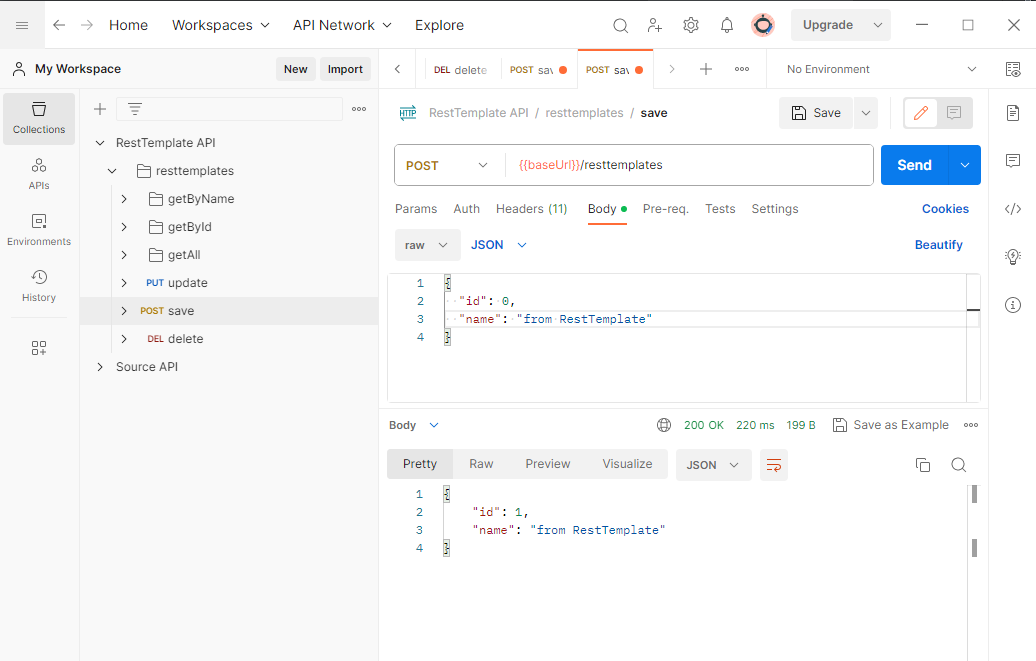 Home Workspaces API Network Explore Upgrade
My Workspace New Import DEL delete POST sav POST sav No Environment
Collections
APIs
Environments
History
RestTemplate API
resttemplates
getByName
getById
getAll
PUT update
POST save
DEL delete
Source API
HTTP RestTemplate API / resttemplates / save Save
POST {{baseUrl}}/resttemplates Send
Params Auth Headers (11) Body Pre-req. Tests Settings Cookies
raw JSON Beautify
1 {
2 "id": 0,
3 "name": "from RestTemplate"
4 }
Body 200 OK 220 ms 199 B Save as Example
Pretty Raw Preview Visualize JSON
1 {
2 "id": 1,
3 "name": "from RestTemplate"
4 }